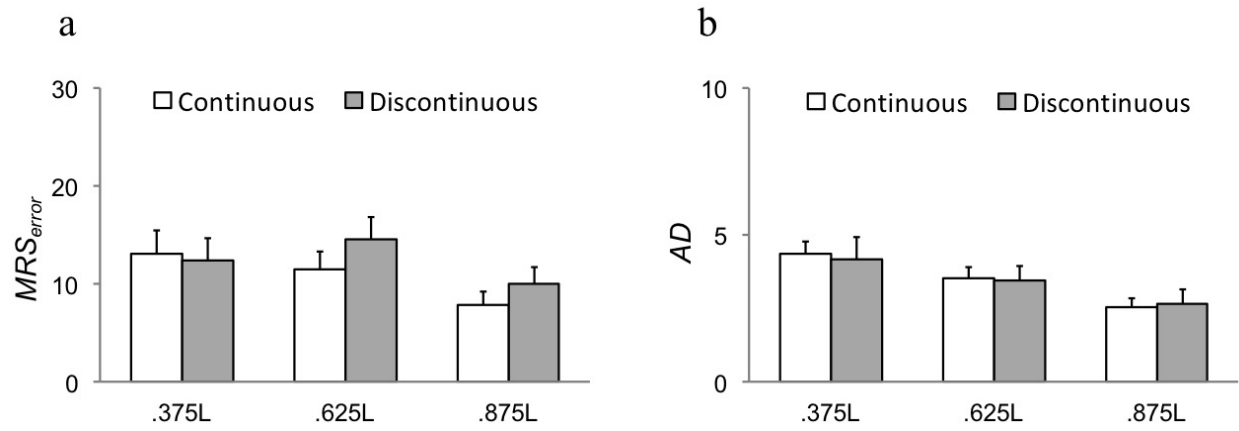 a
30
20
10
0
MRSerror
Continuous Discontinuous
.375L .625L .875L
b
10
5
0
AD
Continuous Discontinuous
.375L .625L .875L